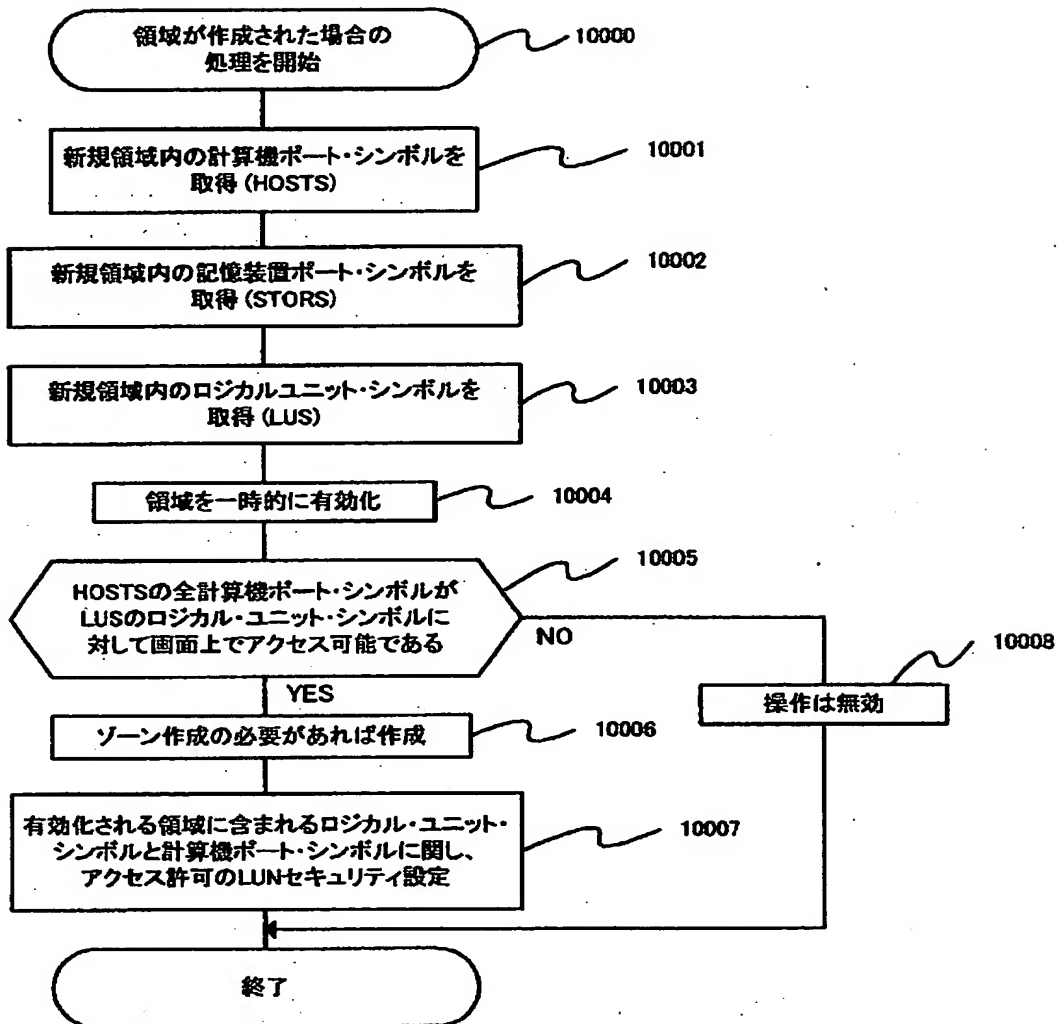 領域が作成された場合の
処理を開始
10000
新規領域内の計算機ポート・シンボルを
取得(HOSTS)
10001
新規領域内の記憶装置ポート・シンボルを
取得(STORS)
10002
新規領域内のロジカルユニット・シンボルを
取得(LUS)
10003
領域を一時的に有効化
10004
HOSTSの全計算機ポート・シンボルが
LUSのロジカル・ユニット・シンボルに
対して画面上でアクセス可能である
10005
NO
YES
操作は無効
10008
ゾーン作成の必要があれば作成
10006
有効化される領域に含まれるロジカル・ユニット・
シンボルと計算機ポート・シンボルに関し、
アクセス許可のLUNセキュリティ設定
10007
終了